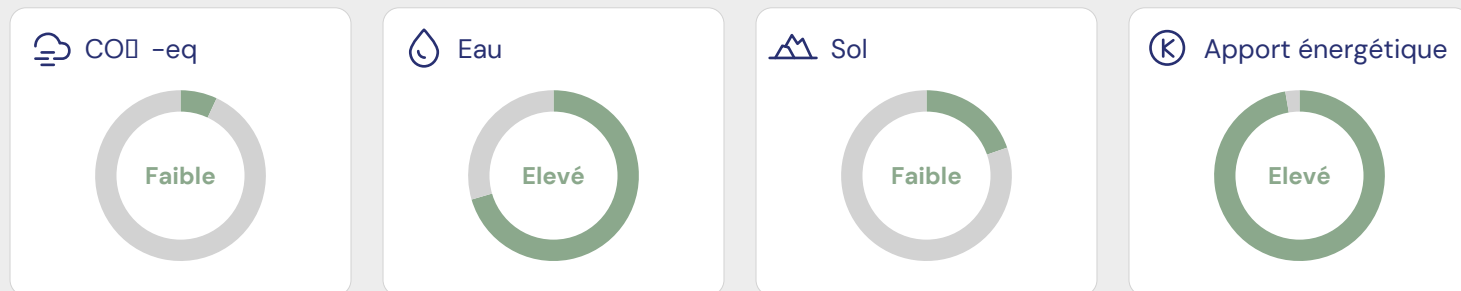 CO▯ -eq
Faible
Eau
Elevé
Sol
Faible
Apport énergétique
Elevé